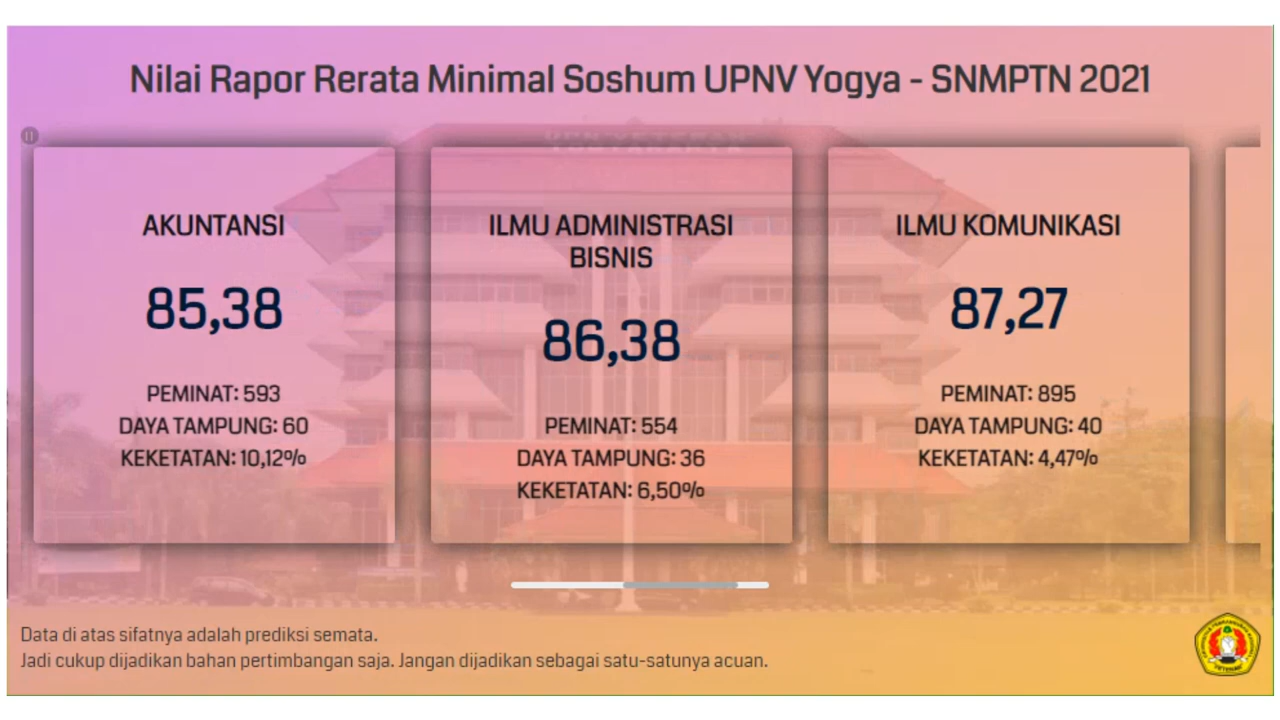 Nilai Rapor Rerata Minimal Soshum UPNV Yogya - SNMPTN 2021
AKUNTANSI
85,38
PEMINAT: 593
DAYA TAMPUNG: 60
KEKETATAN: 10,12%
ILMU ADMINISTRASI
BISNIS
86,38
PEMINAT: 554
DAYA TAMPUNG: 36
KEKETATAN: 6,50%
ILMU KOMUNIKASI
87,27
PEMINAT: 895
DAYA TAMPUNG: 40
KEKETATAN: 4,47%
Data di atas sifatnya adalah prediksi semata.
Jadi cukup dijadikan bahan pertimbangan saja. Jangan dijadikan sebagai satu-satunya acuan.